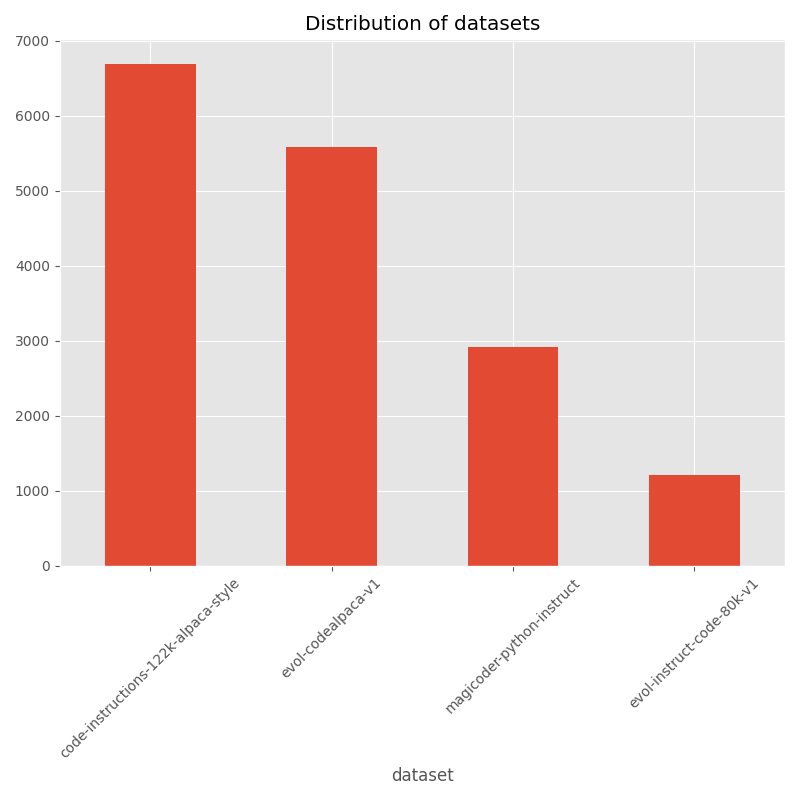 Distribution of datasets
7000
6000
5000
4000
3000
2000
1000
0
code-instructions-122k-alpaca-style
evol-codealpaca-v1
magicoder-python-instruct
evol-instruct-code-80k-v1
dataset